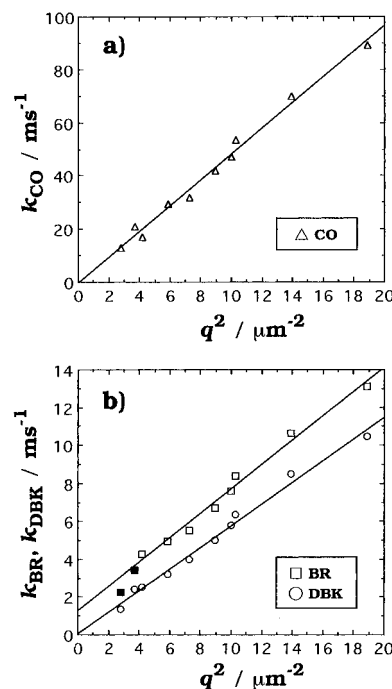 a)
100
80
60
40
20
0
k_CO / ms⁻¹
△ CO
0 2 4 6 8 10 12 14 16 18 20
q² / μm⁻²
b)
14
12
10
8
6
4
2
0
k_BR, k_DBK / ms⁻¹
□ BR
○ DBK
0 2 4 6 8 10 12 14 16 18 20
q² / μm⁻²